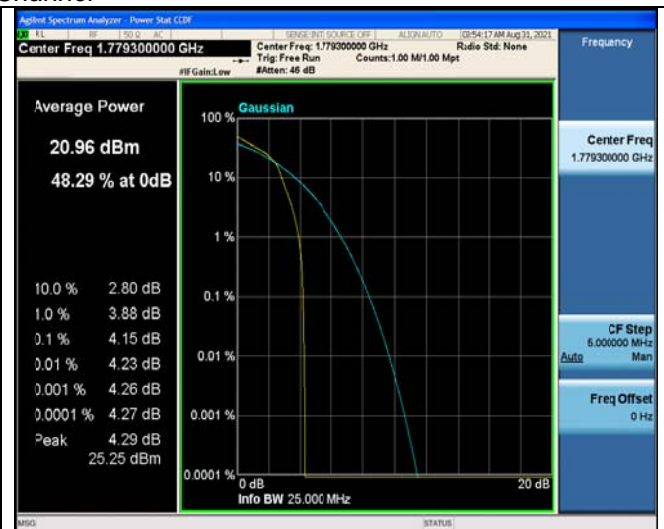 Channel
Agilent Spectrum Analyzer - Power Stat CCDF
RL RF 50 Ω AC SENSE:INT SOURCE OFF ALIGN AUTO 03:54:17 AM Aug 31, 2021
Center Freq 1.779300000 GHz
Center Freq: 1.779300000 GHz Radio Std: None
Trig: Free Run Counts:1.00 M/1.00 Mpt
#IFGain:Low #Atten: 46 dB
Frequency
Average Power
20.96 dBm
48.29 % at 0dB
10.0 % 2.80 dB
1.0 % 3.88 dB
0.1 % 4.15 dB
0.01 % 4.23 dB
0.001 % 4.26 dB
0.0001 % 4.27 dB
Peak 4.29 dB
25.25 dBm
Gaussian
100 %
10 %
1 %
0.1 %
0.01 %
0.001 %
0.0001 %
0 dB 20 dB
Info BW 25.000 MHz
Center Freq
1.779300000 GHz
CF Step
5.000000 MHz
Auto Man
Freq Offset
0 Hz
MSG STATUS